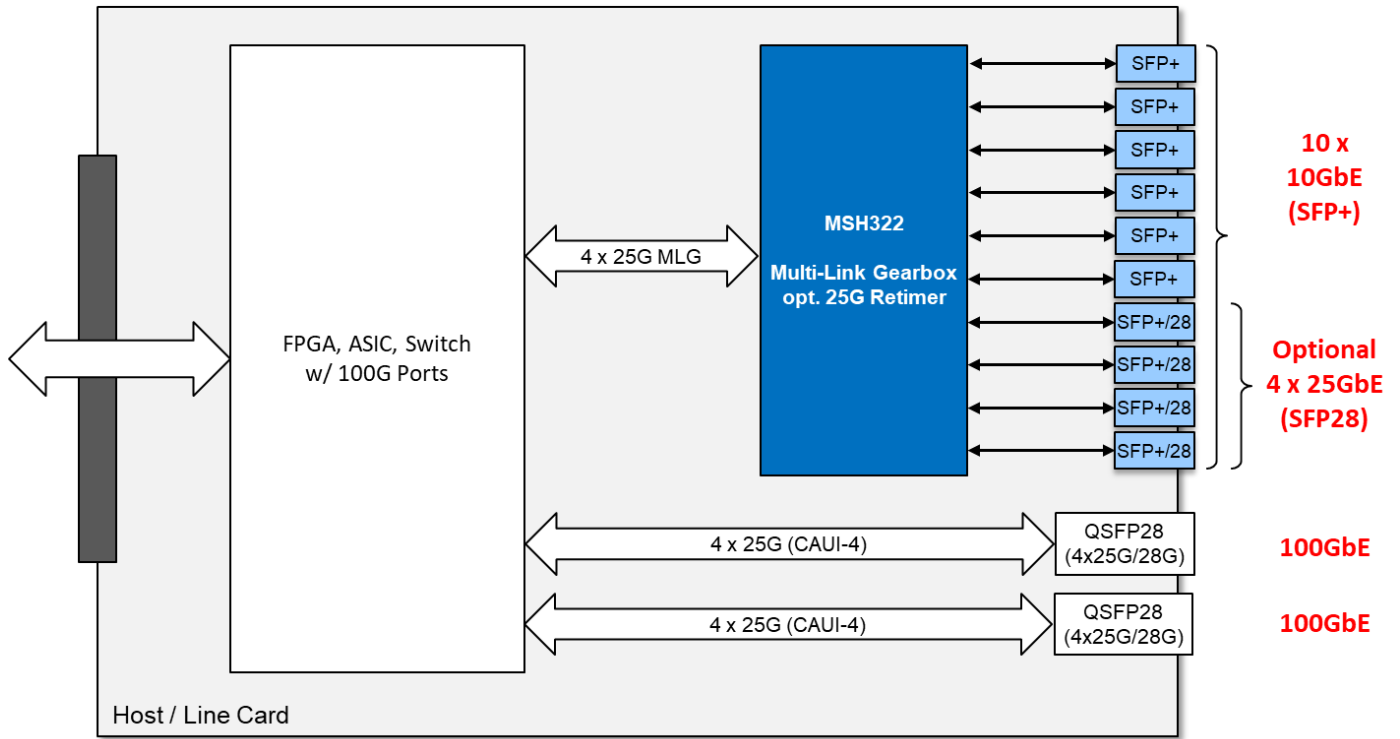 SFP+
SFP+
SFP+
SFP+
SFP+
SFP+
SFP+/28
SFP+/28
SFP+/28
SFP+/28
10 x
10GbE
(SFP+)
Optional
4 x 25GbE
(SFP28)
MSH322
Multi-Link Gearbox
opt. 25G Retimer
4 x 25G MLG
FPGA, ASIC, Switch
w/ 100G Ports
4 x 25G (CAUI-4)
QSFP28
(4x25G/28G)
100GbE
4 x 25G (CAUI-4)
QSFP28
(4x25G/28G)
100GbE
Host / Line Card